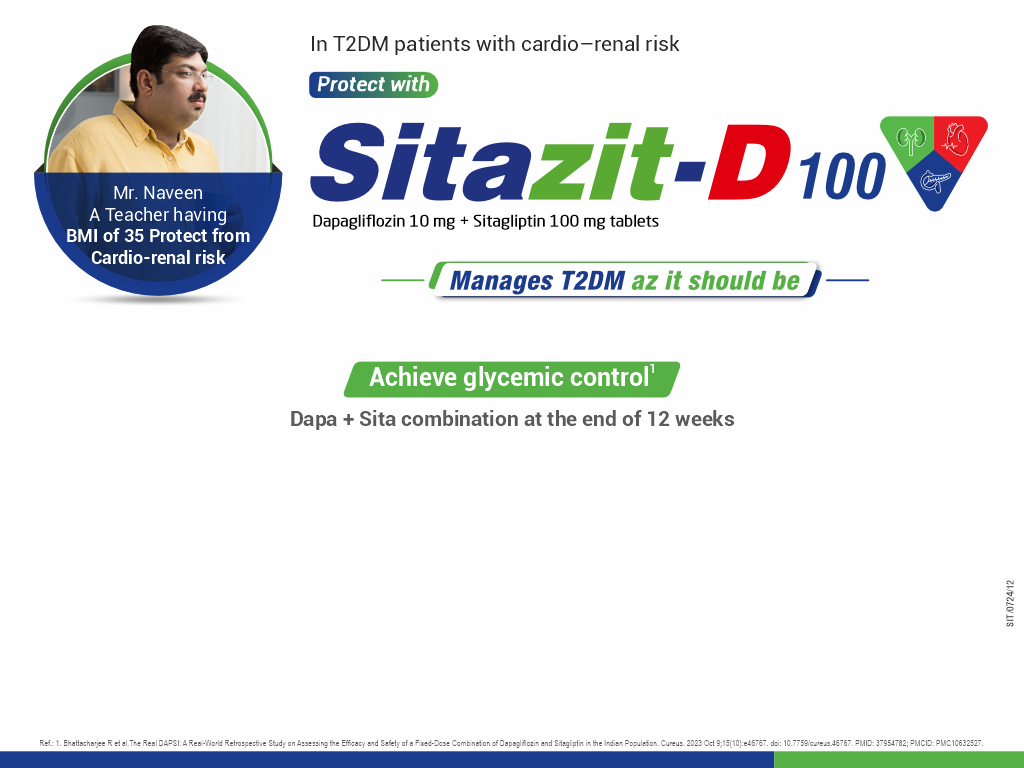 In T2DM patients with cardio–renal risk
Protect with
Sitazit-D 100
Dapagliflozin 10 mg + Sitagliptin 100 mg tablets
Mr. Naveen
A Teacher having
BMI of 35 Protect from
Cardio-renal risk
Manages T2DM az it should be
Achieve glycemic control1
Dapa + Sita combination at the end of 12 weeks
SIT/0724/12
Ref.: 1. Bhattacharjee R et al.The Real DAPSI: A Real-World Retrospective Study on Assessing the Efficacy and Safety of a Fixed-Dose Combination of Dapagliflozin and Sitagliptin in the Indian Population. Cureus. 2023 Oct 9;15(10):e46767. doi: 10.7759/cureus.46767. PMID: 37954782; PMCID: PMC10632527.